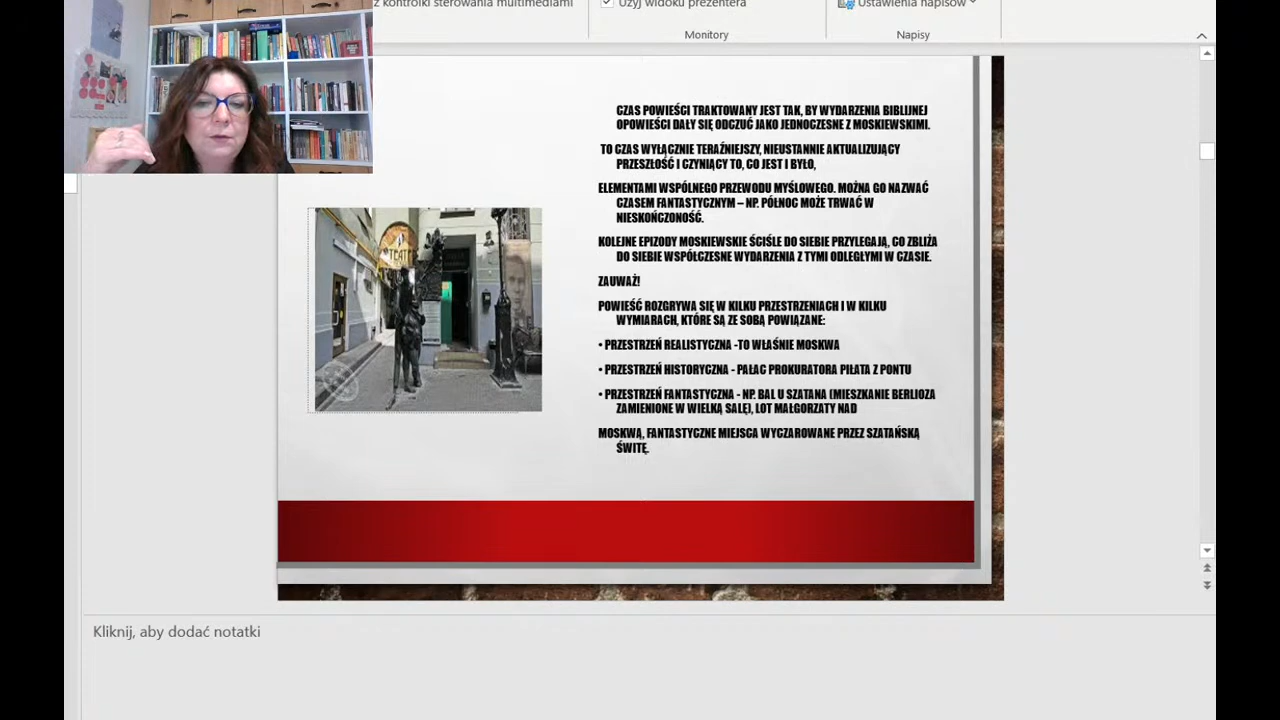 z kontrolki sterowania multimediami
Użyj widoku prezentera
Ustawienia napisów
Monitory
Napisy
CZAS POWIEŚCI TRAKTOWANY JEST TAK, BY WYDARZENIA BIBLIJNEJ
OPOWIEŚCI DAŁY SIĘ ODCZUĆ JAKO JEDNOCZESNE Z MOSKIEWSKIMI.
TO CZAS WYŁĄCZNIE TERAŹNIEJSZY, NIEUSTANNIE AKTUALIZUJĄCY
PRZESZŁOŚĆ I CZYNIĄCY TO, CO JEST I BYŁO,
ELEMENTAMI WSPÓLNEGO PRZEWODU MYŚLOWEGO. MOŻNA GO NAZWAĆ
CZASEM FANTASTYCZNYM – NP. PÓŁNOC MOŻE TRWAĆ W
NIESKOŃCZONOŚĆ.
KOLEJNE EPIZODY MOSKIEWSKIE ŚCIŚLE DO SIEBIE PRZYLEGAJĄ, CO ZBLIŻA
DO SIEBIE WSPÓŁCZESNE WYDARZENIA Z TYMI ODLEGŁYMI W CZASIE.
ZAUWAŻ!
POWIEŚĆ ROZGRYWA SIĘ W KILKU PRZESTRZENIACH I W KILKU
WYMIARACH, KTÓRE SĄ ZE SOBĄ POWIĄZANE:
• PRZESTRZEŃ REALISTYCZNA -TO WŁAŚNIE MOSKWA
• PRZESTRZEŃ HISTORYCZNA - PAŁAC PROKURATORA PIŁATA Z PONTU
• PRZESTRZEŃ FANTASTYCZNA - NP. BAL U SZATANA (MIESZKANIE BERLIOZA
ZAMIENIONE W WIELKĄ SALĘ), LOT MAŁGORZATY NAD
MOSKWĄ, FANTASTYCZNE MIEJSCA WYCZAROWANE PRZEZ SZATAŃSKĄ
ŚWITĘ.
Kliknij, aby dodać notatki